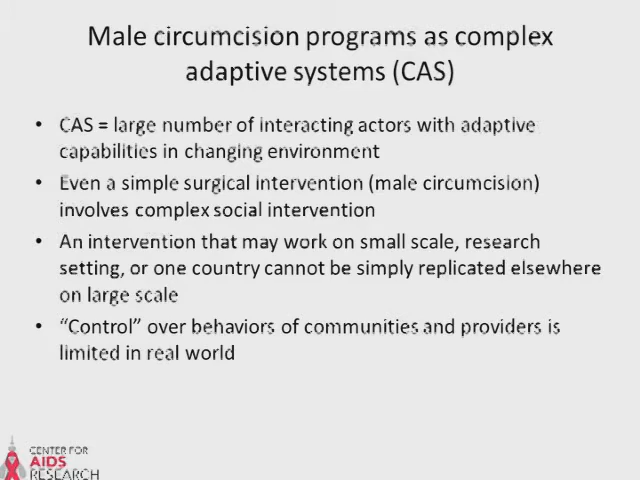 Male circumcision programs as complex
adaptive systems (CAS)
• CAS = large number of interacting actors with adaptive
capabilities in changing environment
• Even a simple surgical intervention (male circumcision)
involves complex social intervention
• An intervention that may work on small scale, research
setting, or one country cannot be simply replicated elsewhere
on large scale
• “Control” over behaviors of communities and providers is
limited in real world
CENTER FOR
AIDS
RESEARCH